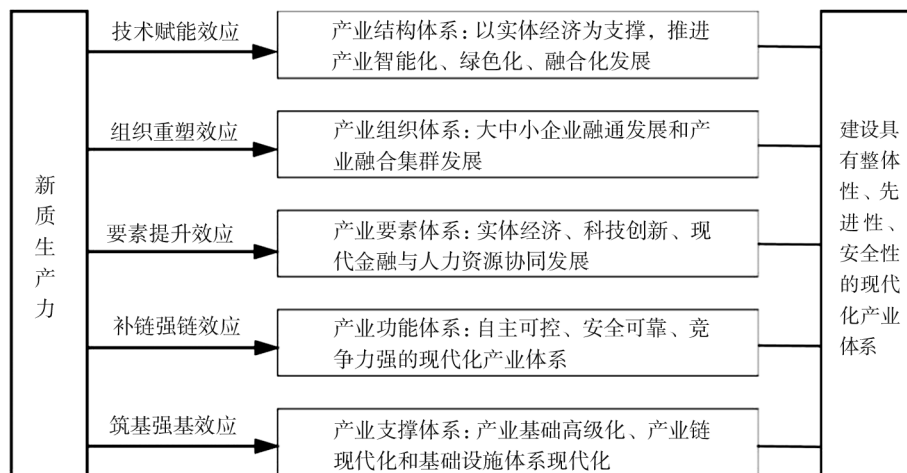 新
质
生
产
力
技术赋能效应
产业结构体系：以实体经济为支撑，推进
产业智能化、绿色化、融合化发展
组织重塑效应
产业组织体系：大中小企业融通发展和产
业融合集群发展
要素提升效应
产业要素体系：实体经济、科技创新、现
代金融与人力资源协同发展
补链强链效应
产业功能体系：自主可控、安全可靠、竞
争力强的现代化产业体系
筑基强基效应
产业支撑体系：产业基础高级化、产业链
现代化和基础设施体系现代化
建设具
有整体
性、先
进性、
安全性
的现代
化产业
体系